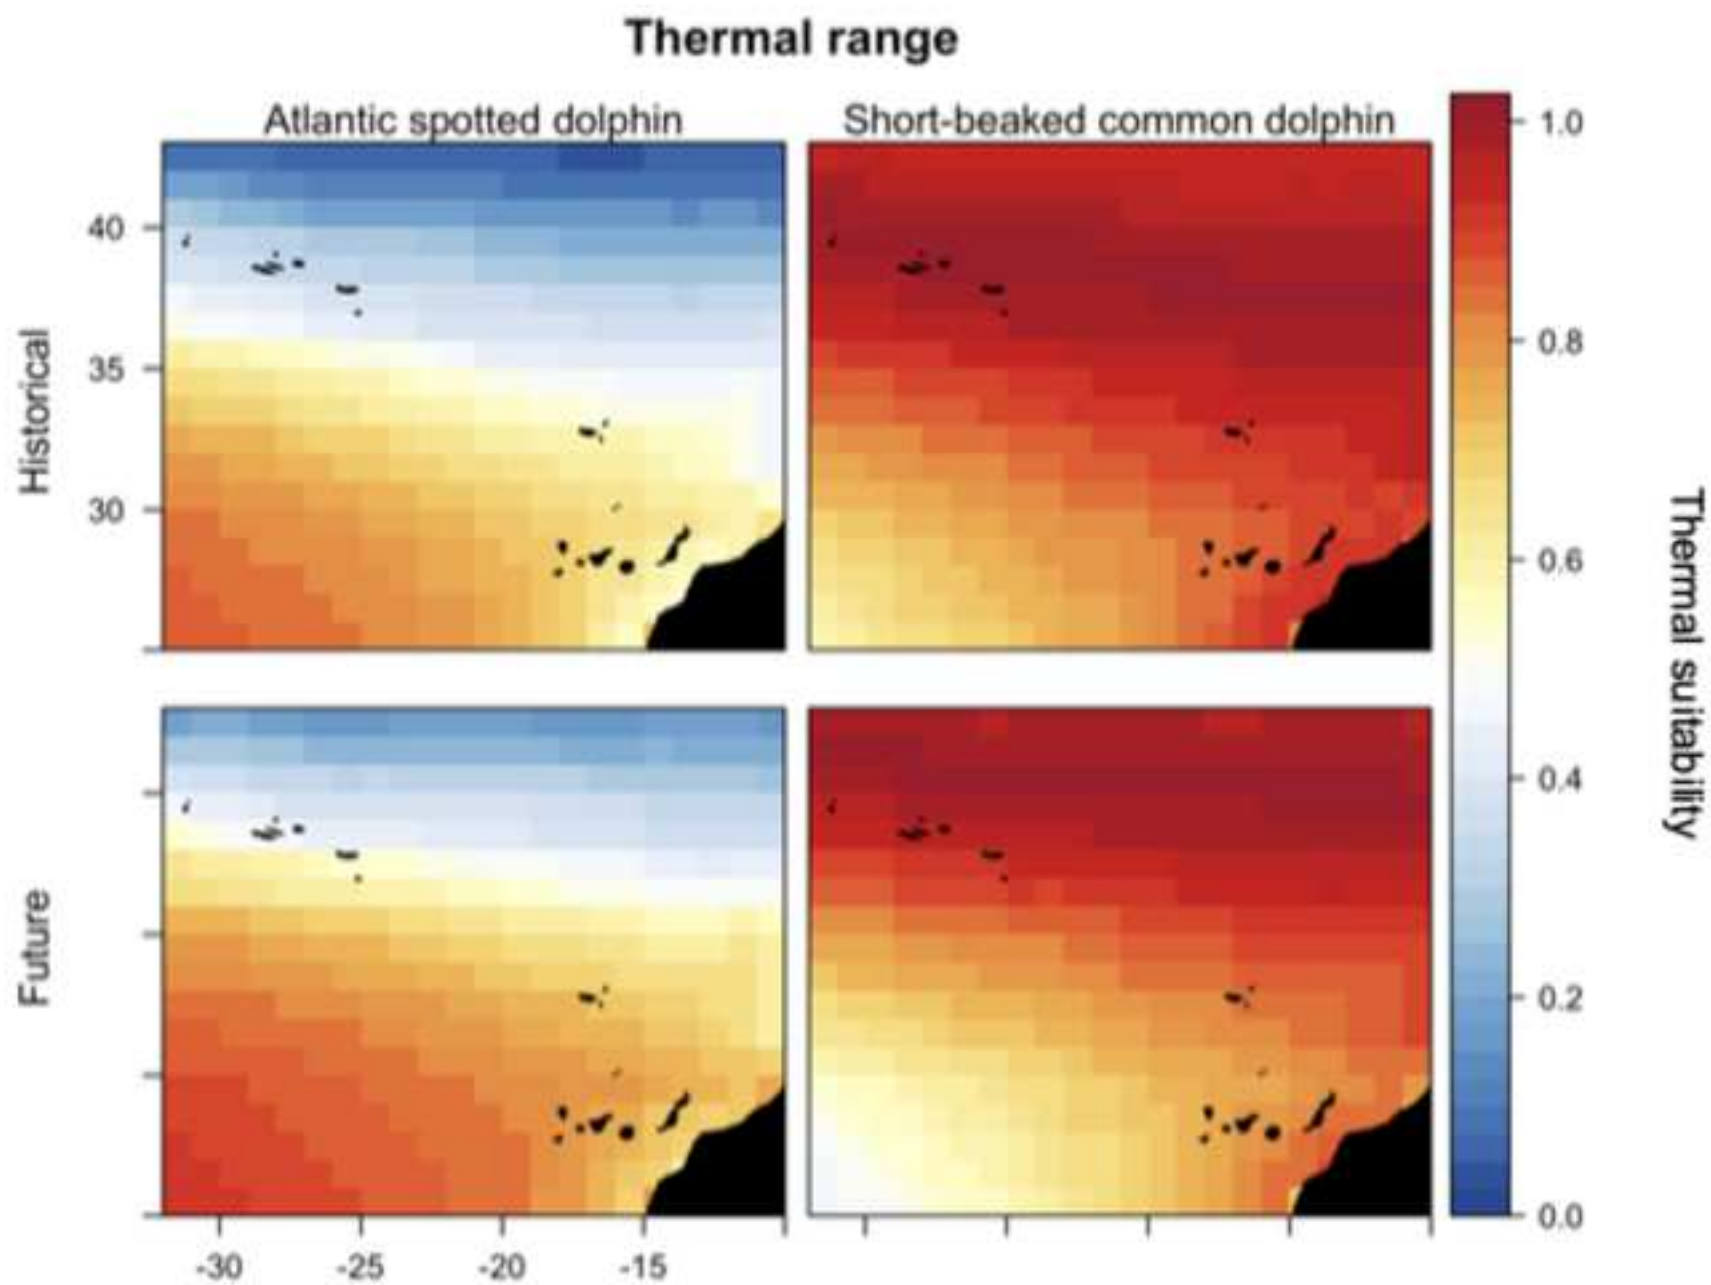 Thermal range
Atlantic spotted dolphin
Short-beaked common dolphin
Historical
40
35
30
Future
-30
-25
-20
-15
1.0
0.8
0.6
0.4
0.2
0.0
Thermal suitability